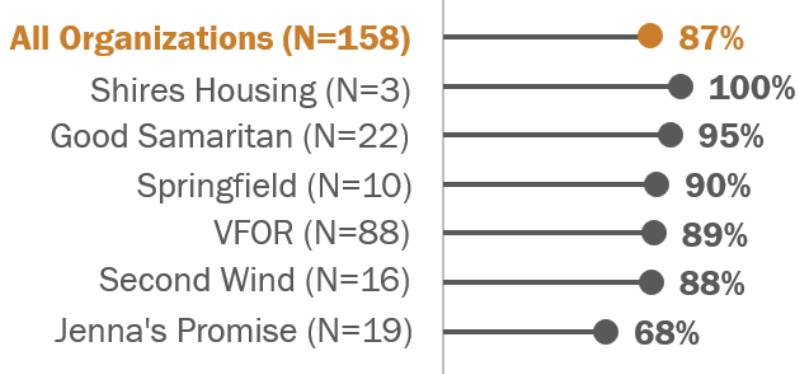 All Organizations (N=158) 87%
Shires Housing (N=3) 100%
Good Samaritan (N=22) 95%
Springfield (N=10) 90%
VFOR (N=88) 89%
Second Wind (N=16) 88%
Jenna's Promise (N=19) 68%